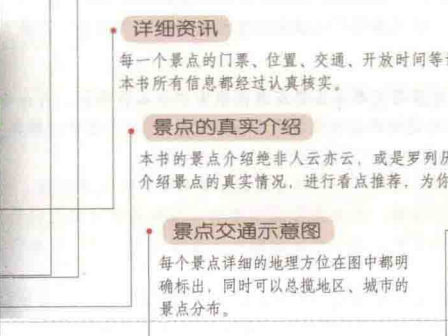 详细资讯
每一个景点的门票、位置、交通、开放时间等
本书所有信息都经过认真核实。
景点的真实介绍
本书的景点介绍绝非人云亦云，或是罗列历
介绍景点的真实情况，进行看点推荐，为你
景点交通示意图
每个景点详细的地理方位在图中都明
确标出，同时可以总揽地区、城市的
景点分布。